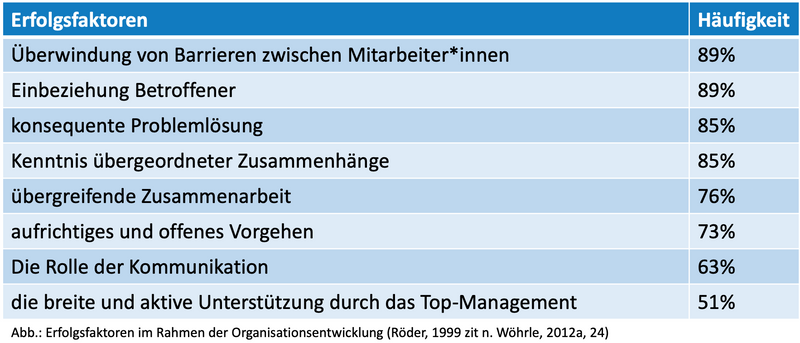 Erfolgsfaktoren Häufigkeit
Überwindung von Barrieren zwischen Mitarbeiter*innen 89%
Einbeziehung Betroffener 89%
konsequente Problemlösung 85%
Kenntnis übergeordneter Zusammenhänge 85%
übergreifende Zusammenarbeit 76%
aufrichtiges und offenes Vorgehen 73%
Die Rolle der Kommunikation 63%
die breite und aktive Unterstützung durch das Top-Management 51%
Abb.: Erfolgsfaktoren im Rahmen der Organisationsentwicklung (Röder, 1999 zit n. Wöhrle, 2012a, 24)